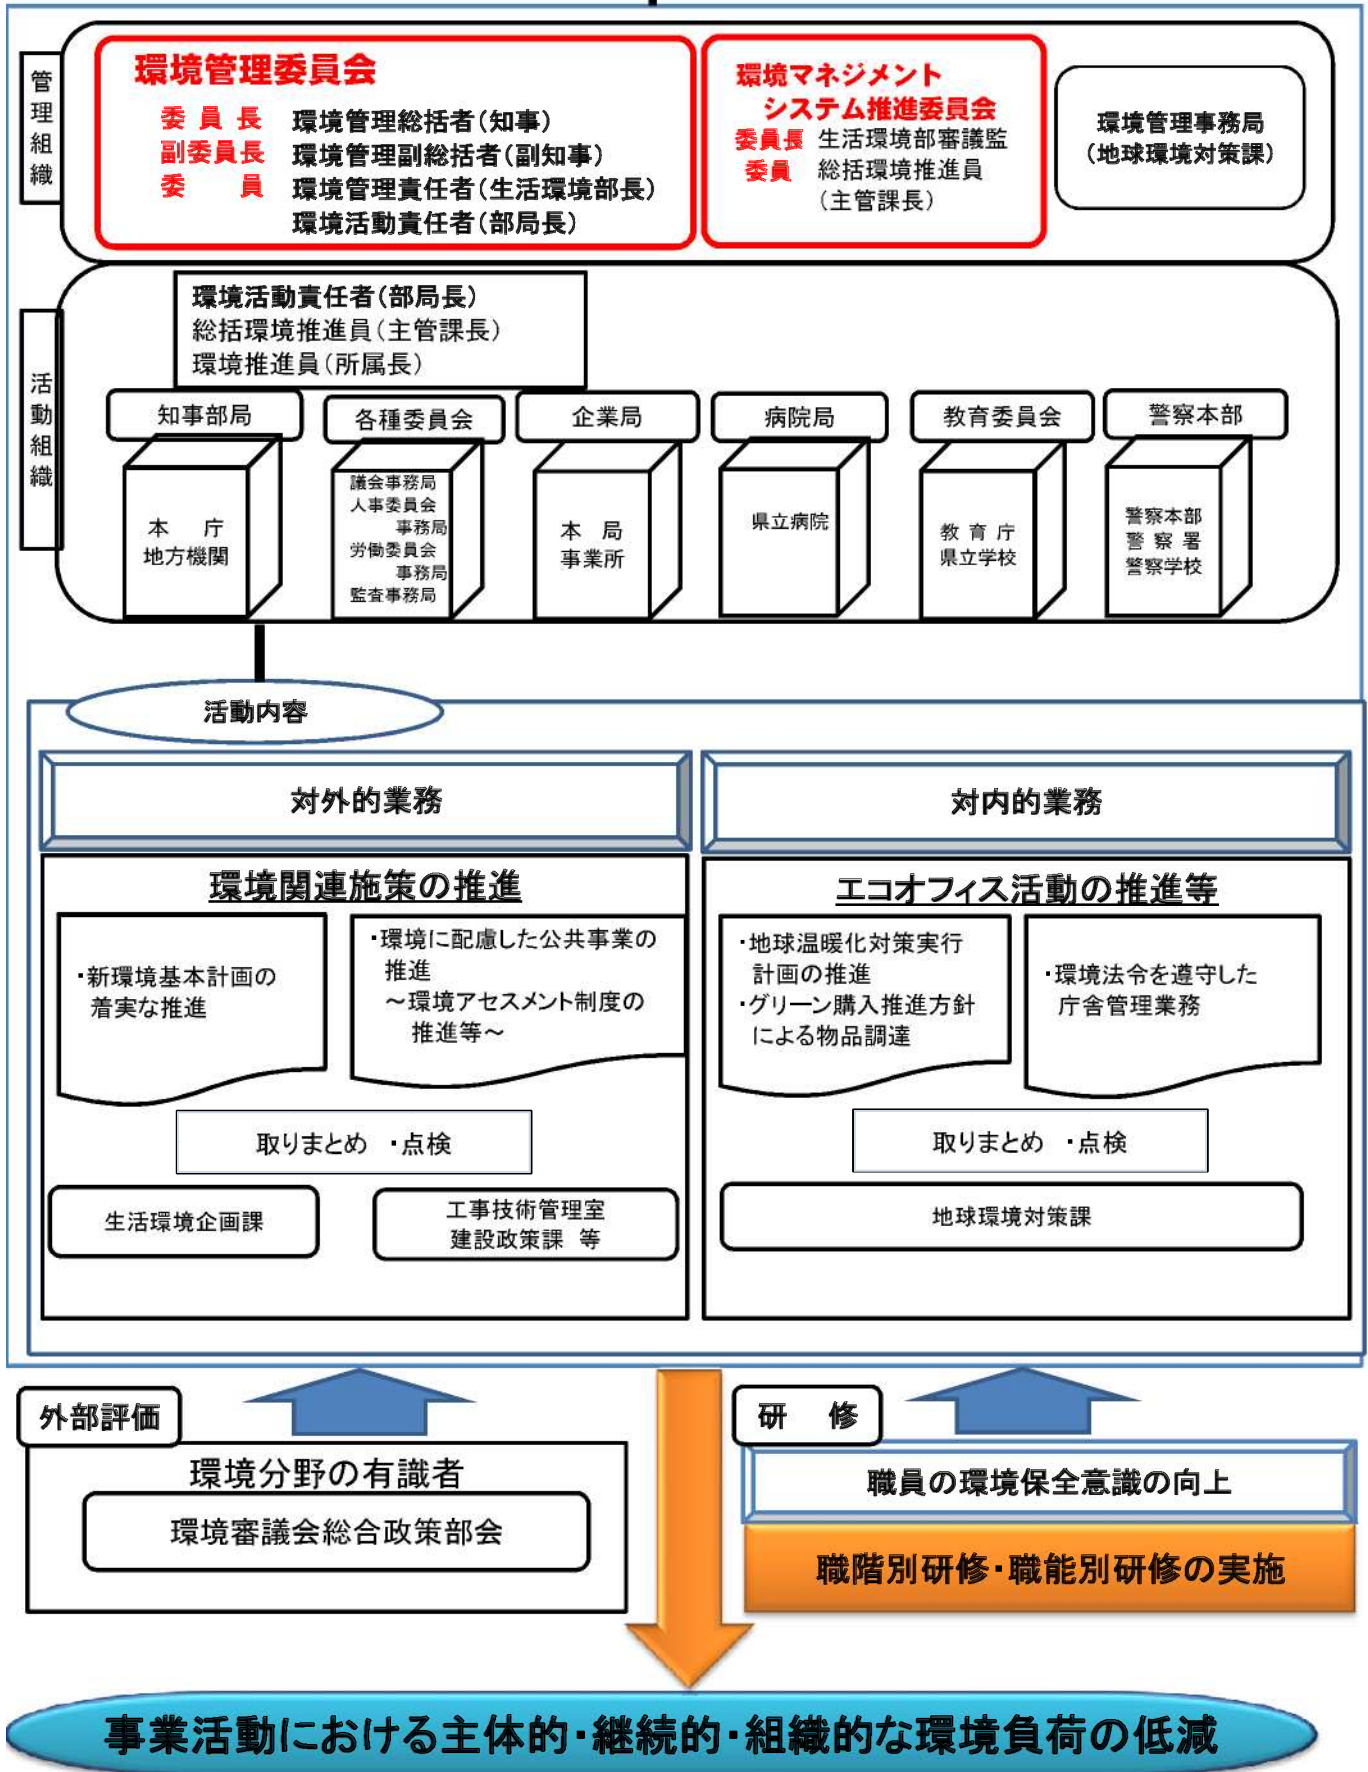 管理組織
環境管理委員会
委員長 環境管理総括者(知事)
副委員長 環境管理副総括者(副知事)
委　員 環境管理責任者(生活環境部長)
環境活動責任者(部局長)
環境マネジメント
システム推進委員会
委員長 生活環境部審議監
委員 総括環境推進員
(主管課長)
環境管理事務局
(地球環境対策課)
活動組織
環境活動責任者(部局長)
総括環境推進員(主管課長)
環境推進員(所属長)
知事部局
本　庁
地方機関
各種委員会
議会事務局
人事委員会
事務局
労働委員会
事務局
監査事務局
企業局
本　局
事業所
病院局
県立病院
教育委員会
教育庁
県立学校
警察本部
警察本部
警察署
警察学校
活動内容
対外的業務
環境関連施策の推進
・新環境基本計画の
着実な推進
・環境に配慮した公共事業の
推進
～環境アセスメント制度の
推進等～
取りまとめ ・点検
生活環境企画課
工事技術管理室
建設政策課 等
対内的業務
エコオフィス活動の推進等
・地球温暖化対策実行
計画の推進
・グリーン購入推進方針
による物品調達
・環境法令を遵守した
庁舎管理業務
取りまとめ ・点検
地球環境対策課
外部評価
環境分野の有識者
環境審議会総合政策部会
研　修
職員の環境保全意識の向上
職階別研修・職能別研修の実施
事業活動における主体的・継続的・組織的な環境負荷の低減